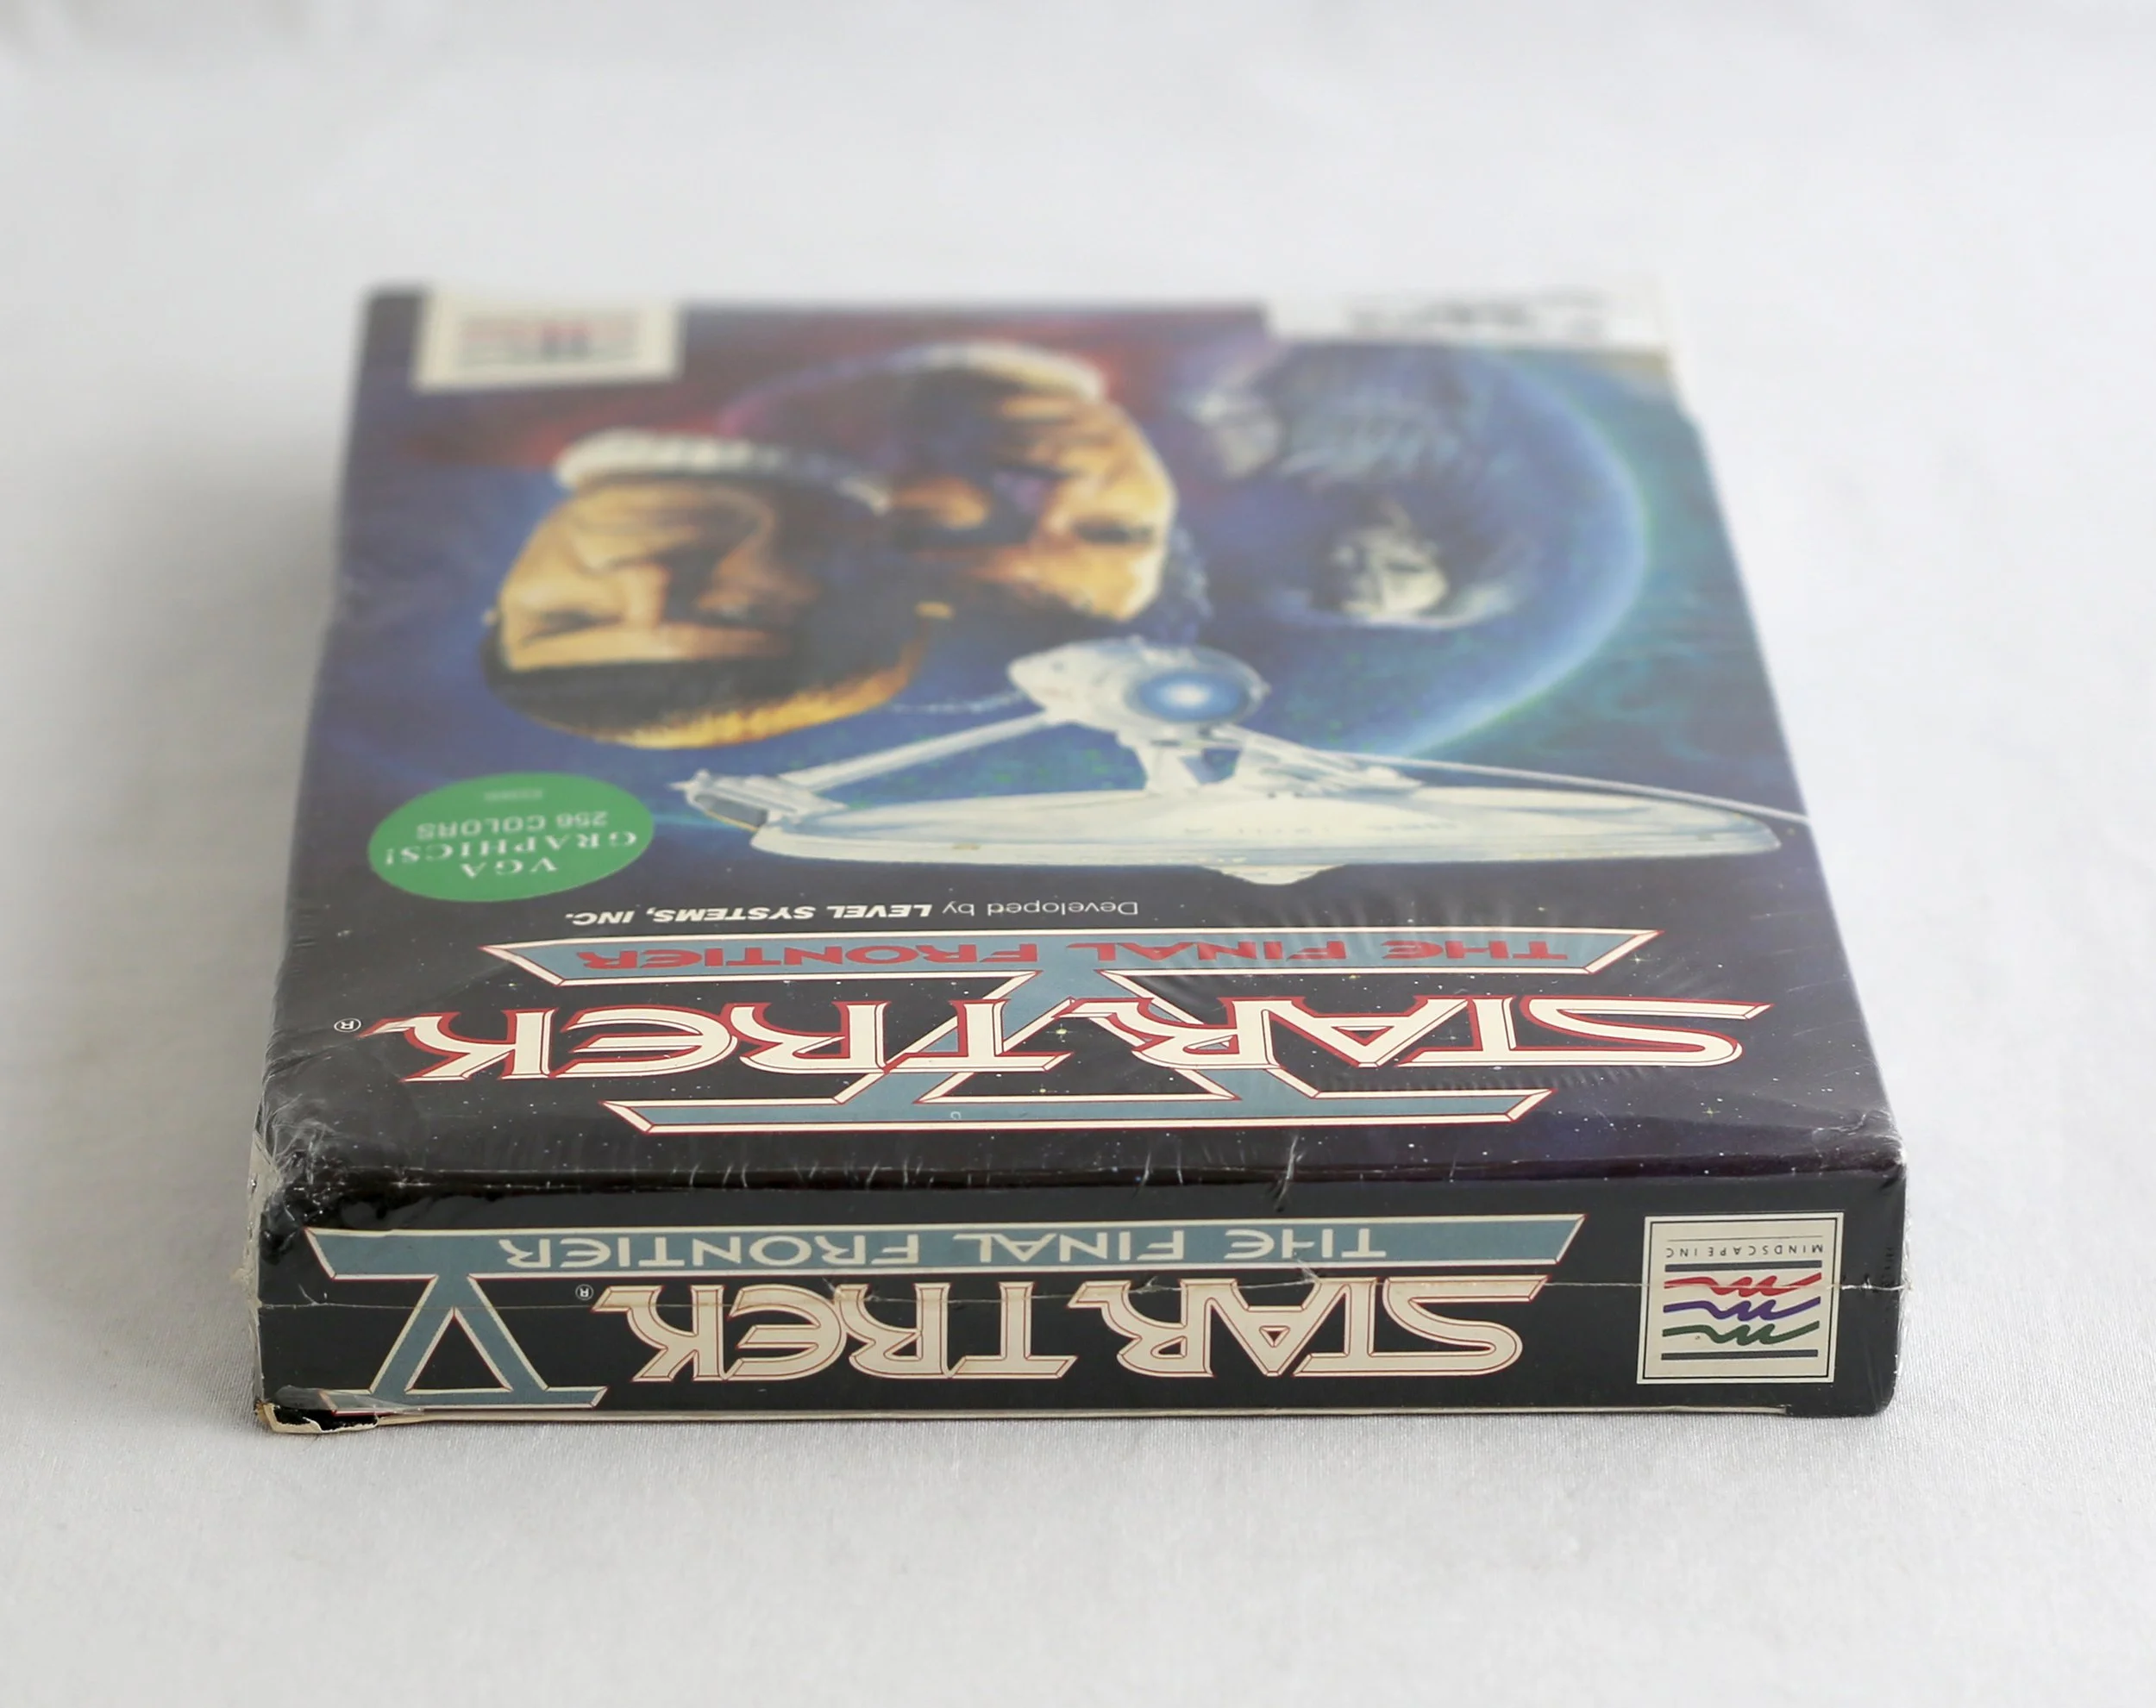 STAR TREK®
V
THE FINAL FRONTIER
Developed by LEVEL SYSTEMS, INC.
VGA
GRAPHICS!
256 COLORS
MINDSCAPE INC
STAR TREK®
V
THE FINAL FRONTIER